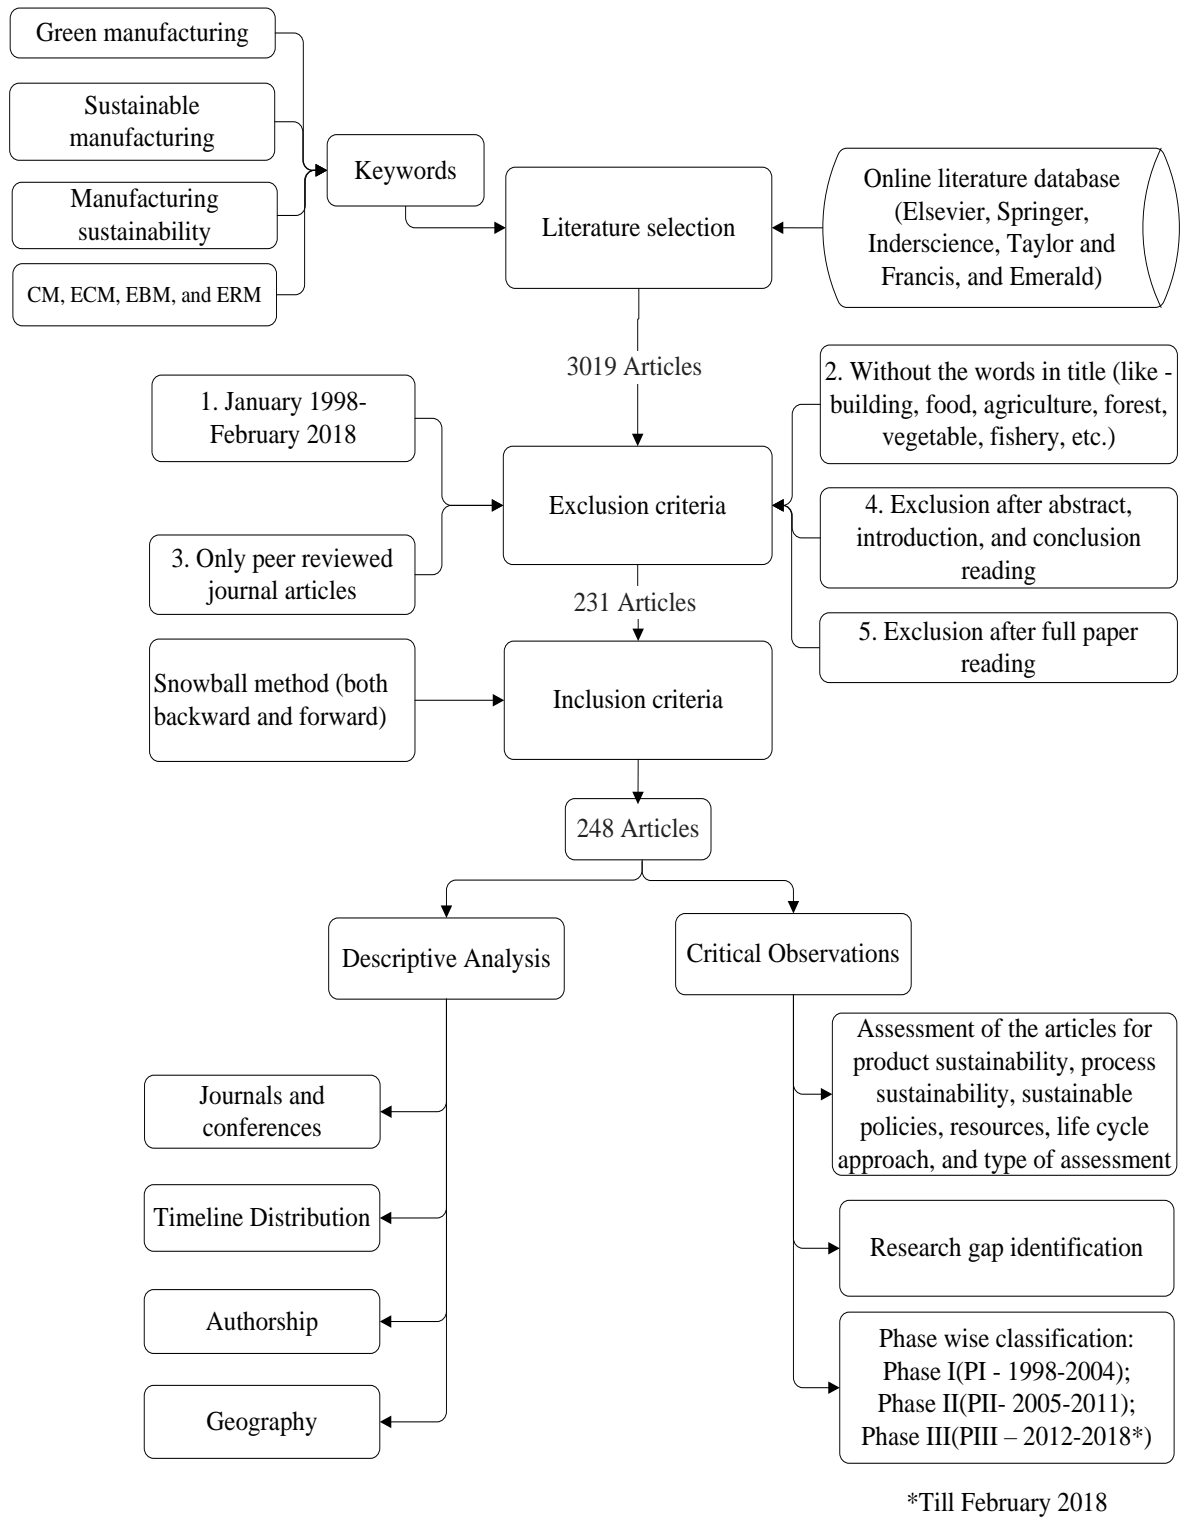 Green manufacturing
Sustainable
manufacturing
Manufacturing
sustainability
CM, ECM, EBM, and ERM
Keywords
Literature selection
Online literature database
(Elsevier, Springer,
Inderscience, Taylor and
Francis, and Emerald)
3019 Articles
1. January 1998-
February 2018
2. Without the words in title (like -
building, food, agriculture, forest,
vegetable, fishery, etc.)
Exclusion criteria
3. Only peer reviewed
journal articles
4. Exclusion after abstract,
introduction, and conclusion
reading
5. Exclusion after full paper
reading
231 Articles
Snowball method (both
backward and forward)
Inclusion criteria
248 Articles
Descriptive Analysis
Critical Observations
Journals and
conferences
Timeline Distribution
Authorship
Geography
Assessment of the articles for
product sustainability, process
sustainability, sustainable
policies, resources, life cycle
approach, and type of assessment
Research gap identification
Phase wise classification:
Phase I(PI - 1998-2004);
Phase II(PII- 2005-2011);
Phase III(PIII – 2012-2018*)
*Till February 2018